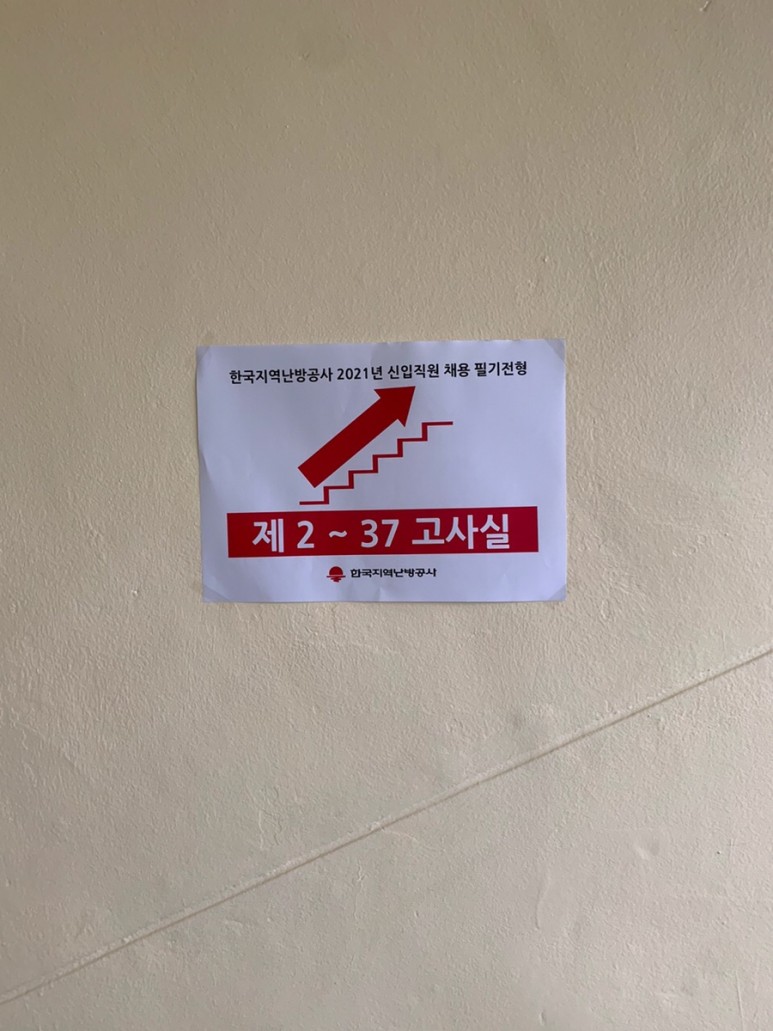 한국지역난방공사 2021년 신입직원 채용 필기전형
제 2 ~ 37 고사실
한국지역난방공사